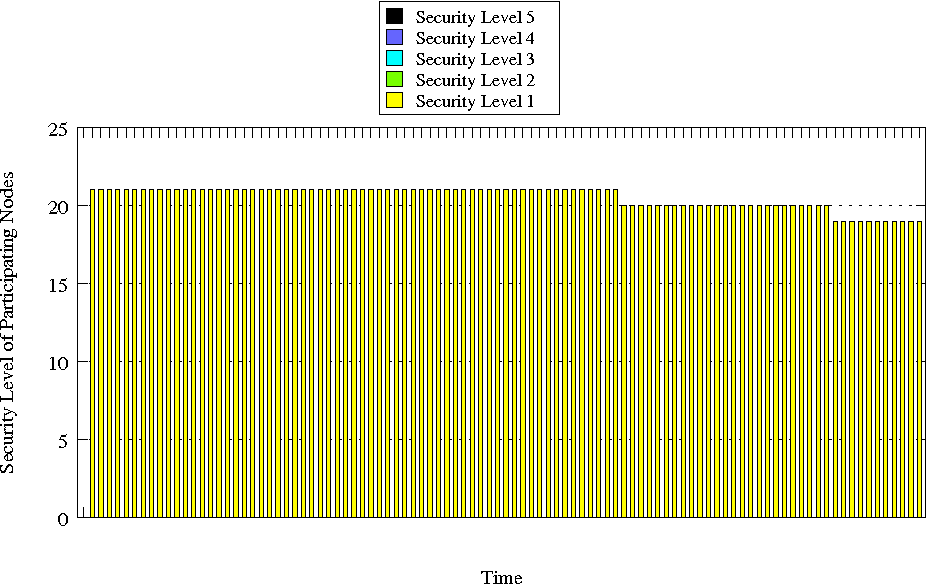 Security Level 5
Security Level 4
Security Level 3
Security Level 2
Security Level 1
25
20
15
10
5
0
Security Level of Participating Nodes
Time